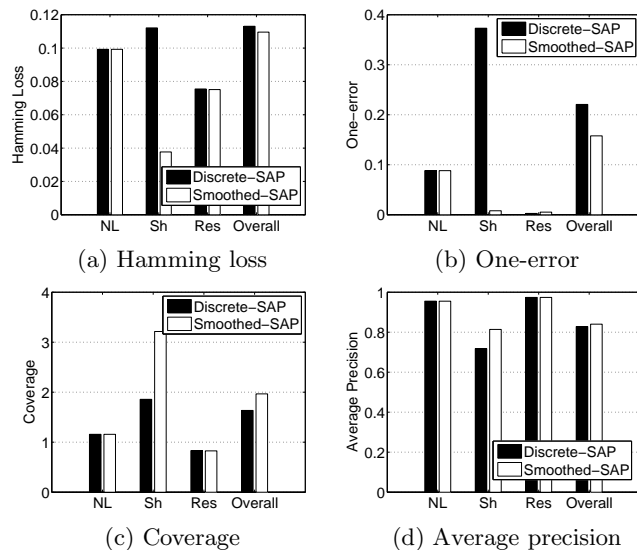 0.12
0.1
0.08
0.06
0.04
0.02
0
Hamming Loss
Discrete-SAP
Smoothed-SAP
NL Sh Res Overall
(a) Hamming loss
0.4
0.3
0.2
0.1
0
One-error
Discrete-SAP
Smoothed-SAP
NL Sh Res Overall
(b) One-error
4
3
2
1
0
Coverage
Discrete-SAP
Smoothed-SAP
NL Sh Res Overall
(c) Coverage
1
0.8
0.6
0.4
0.2
0
Average Precision
Discrete-SAP
Smoothed-SAP
NL Sh Res Overall
(d) Average precision